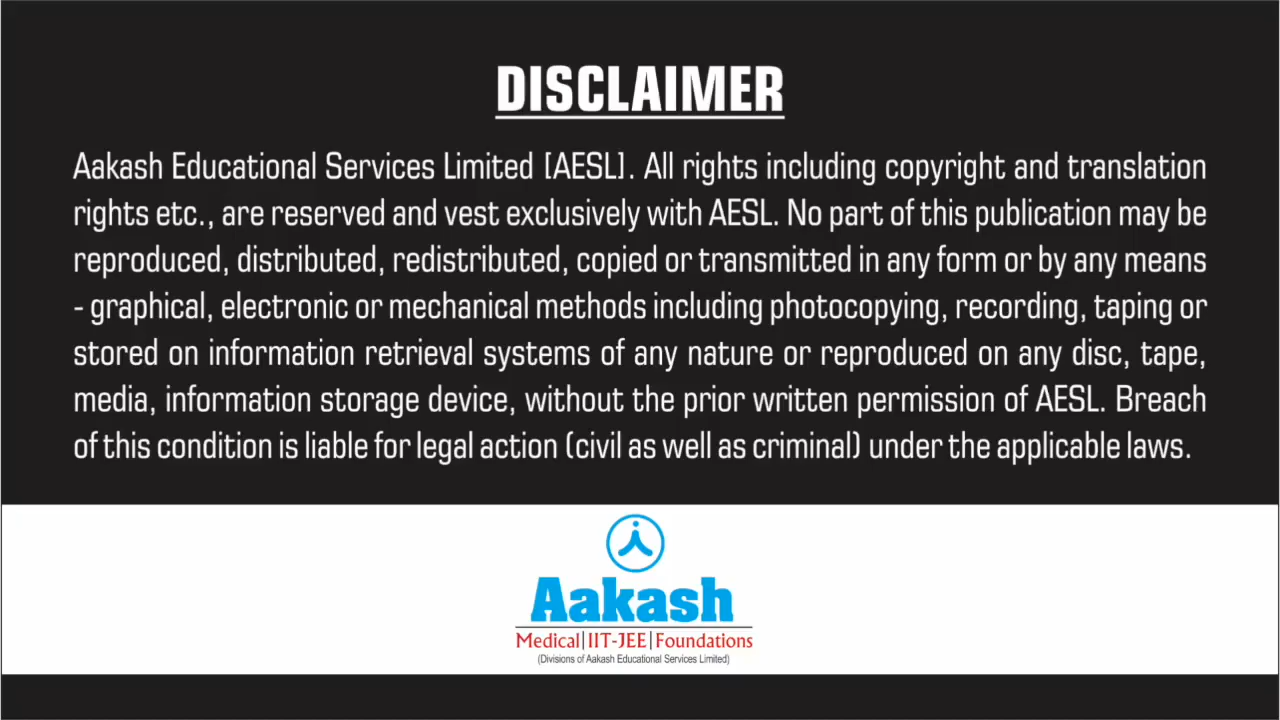 DISCLAIMER
Aakash Educational Services Limited [AESL]. All rights including copyright and translation
rights etc., are reserved and vest exclusively with AESL. No part of this publication may be
reproduced, distributed, redistributed, copied or transmitted in any form or by any means
- graphical, electronic or mechanical methods including photocopying, recording, taping or
stored on information retrieval systems of any nature or reproduced on any disc, tape,
media, information storage device, without the prior written permission of AESL. Breach
of this condition is liable for legal action (civil as well as criminal) under the applicable laws.
Aakash
Medical|IIT-JEE|Foundations
(Divisions of Aakash Educational Services Limited)